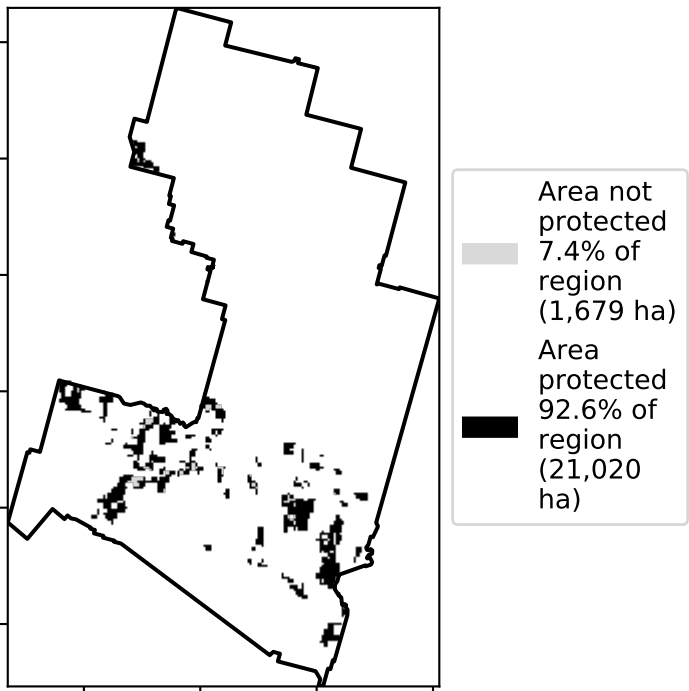 Area not
protected
7.4% of
region
(1,679 ha)
Area
protected
92.6% of
region
(21,020
ha)